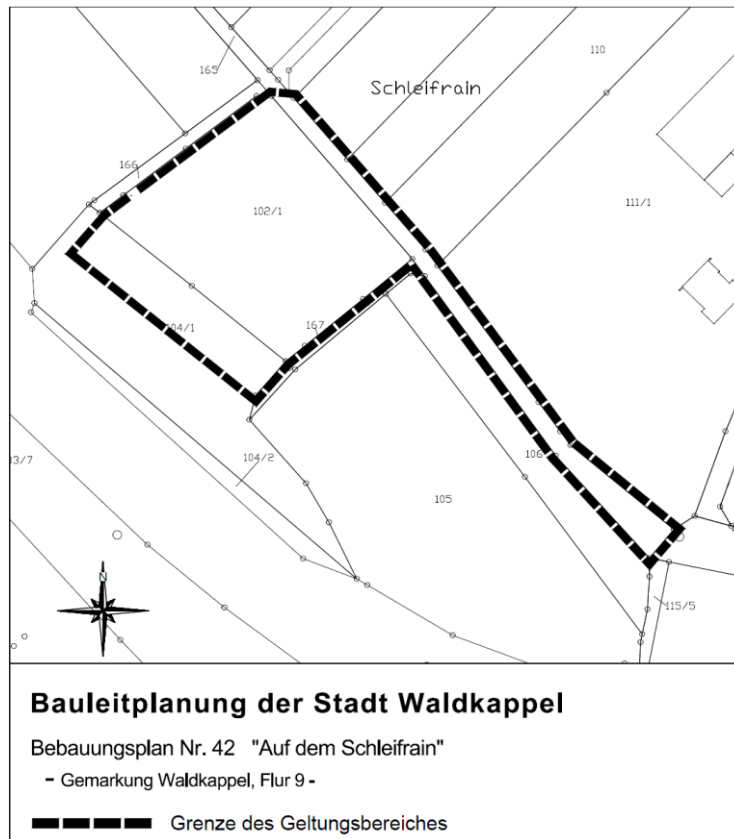 165
110
Schleifrain
166
102/1
111/1
167
104/1
106
104/2
33/7
105
N
115/5
Bauleitplanung der Stadt Waldkappel
Bebauungsplan Nr. 42 "Auf dem Schleifrain"
- Gemarkung Waldkappel, Flur 9 -
Grenze des Geltungsbereiches